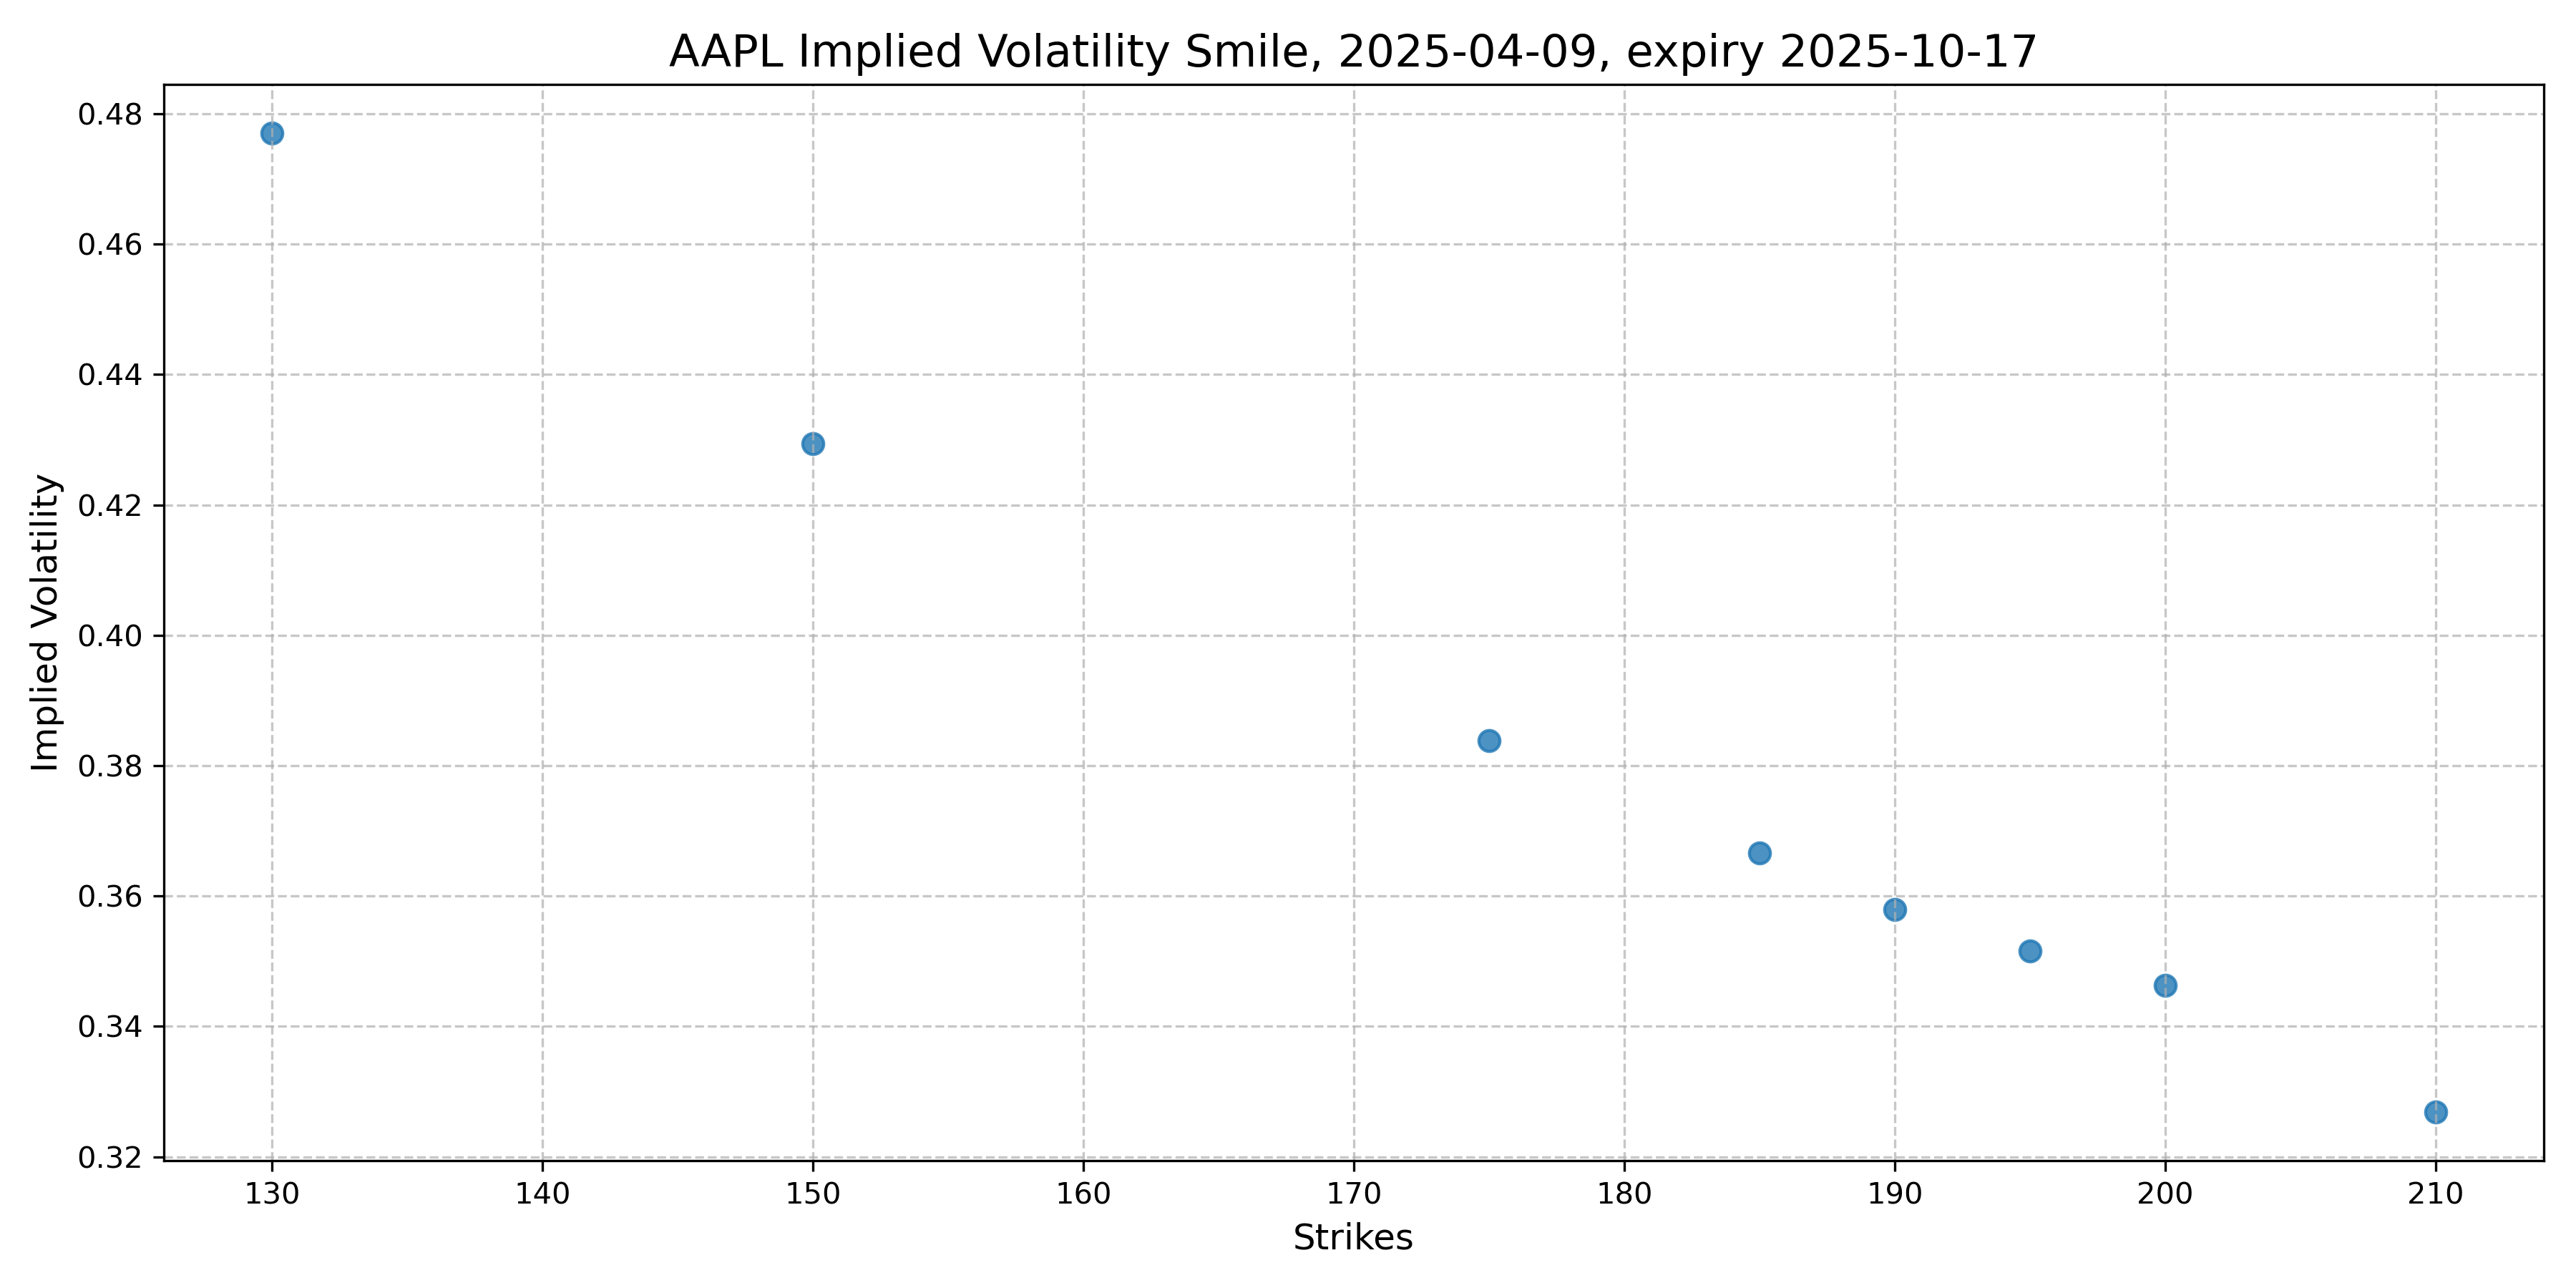 AAPL Implied Volatility Smile, 2025-04-09, expiry 2025-10-17
0.48
0.46
0.44
0.42
0.40
0.38
0.36
0.34
0.32
Implied Volatility
130 140 150 160 170 180 190 200 210
Strikes